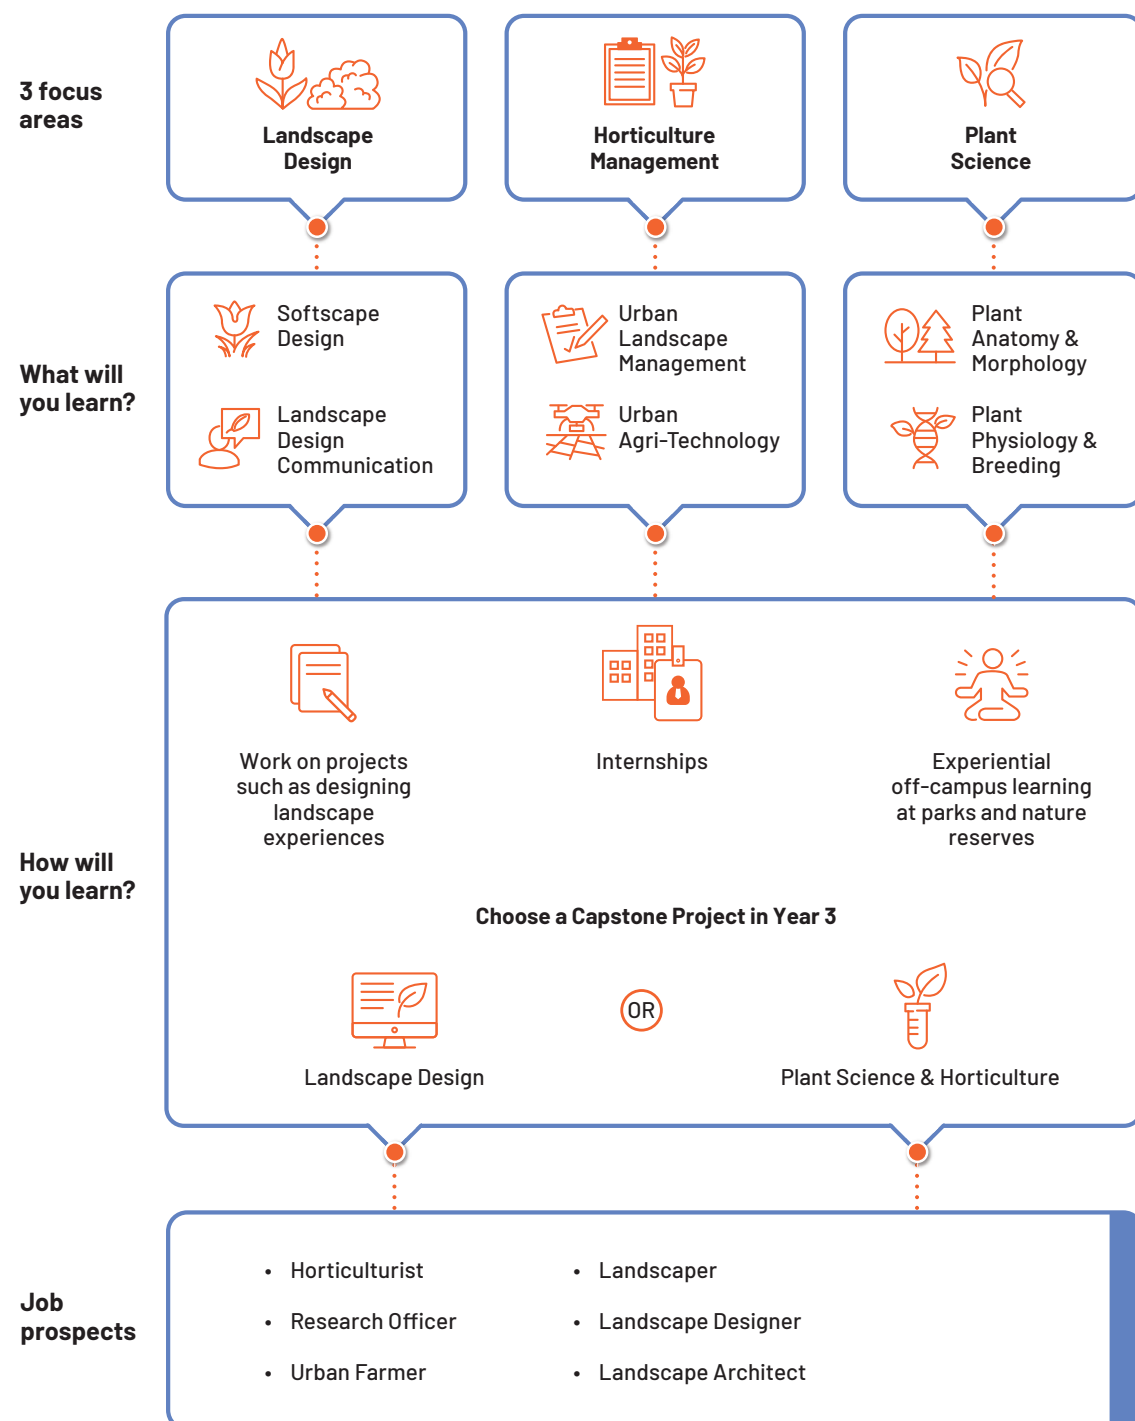 3 focus
areas
Landscape
Design
Horticulture
Management
Plant
Science
What will
you learn?
Softscape
Design
Landscape
Design
Communication
Urban
Landscape
Management
Urban
Agri-Technology
Plant
Anatomy &
Morphology
Plant
Physiology &
Breeding
How will
you learn?
Work on projects
such as designing
landscape
experiences
Internships
Experiential
off-campus learning
at parks and nature
reserves
Choose a Capstone Project in Year 3
Landscape Design
OR
Plant Science & Horticulture
Job
prospects
• Horticulturist
• Research Officer
• Urban Farmer
• Landscaper
• Landscape Designer
• Landscape Architect